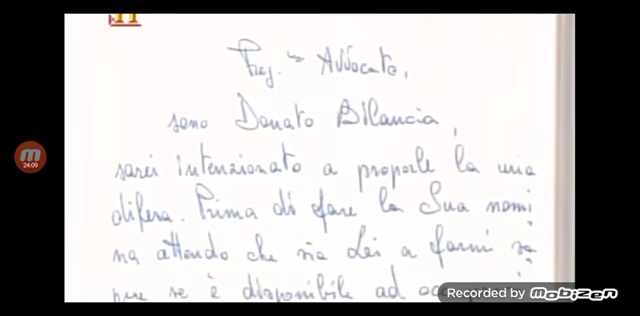 Preg.mo Avvocato,
sono Donato Bilancia,
sarei intenzionato a proporle la mia
difesa. Prima di fare la Sua nomi
na attendo che sia Lei a farmi sa
pere se è disponibile ad
24:09
Recorded by mobizen